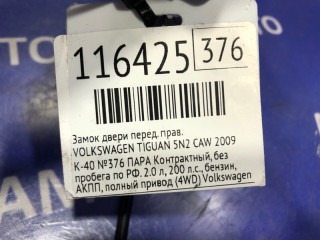 116425 376
Замок двери перед. прав.
VOLKSWAGEN TIGUAN 5N2 CAW 2009
К-40 №376 ПАРА Контрактный, без
пробега по РФ. 2.0 л, 200 л.с., бензин,
АКПП, полный привод (4WD) Volkswagen